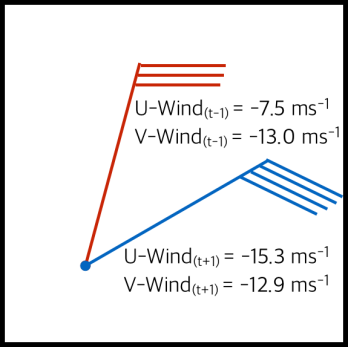 U-Wind(t-1) = -7.5 ms-1
V-Wind(t-1) = -13.0 ms-1
U-Wind(t+1) = -15.3 ms-1
V-Wind(t+1) = -12.9 ms-1